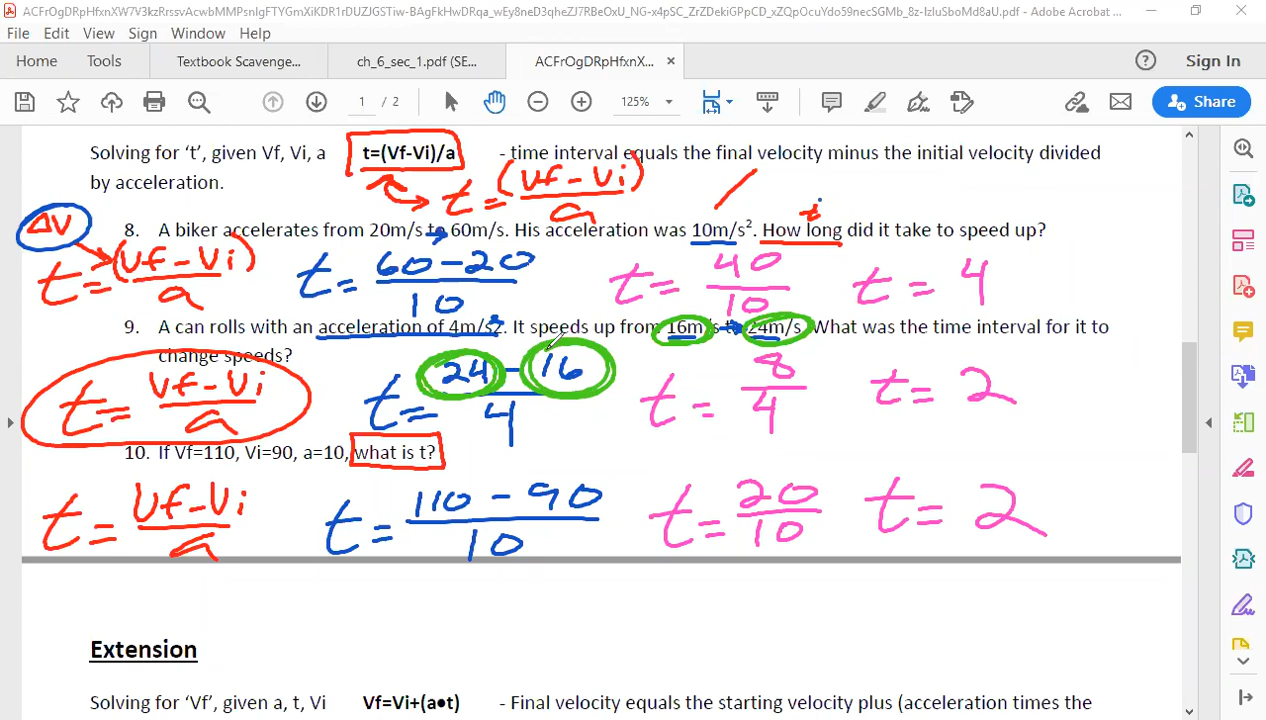 ACFrOgDRpHfxnXW7V3kzRrssvAcwbMMPsnIgFTYGmXiKDR1rDUZJGSTiw-BAgFkHwDRqa_wEy8neD3qheZJ7RBeOxU_NG-x4pSC_ZrZDekiGPpCD_xZQpOcuYdo59necSGMb_8z-IzluSboMd8aU.pdf - Adobe Acrobat ...
File Edit View Sign Window Help
Home Tools Textbook Scavenge... ch_6_sec_1.pdf (SE... ACFrOgDRpHfxnX... × Sign In
1 / 2 125% Share
Solving for 't', given Vf, Vi, a t=(Vf-Vi)/a - time interval equals the final velocity minus the initial velocity divided
by acceleration.
t = (Vf - Vi) / a
8. A biker accelerates from 20m/s to 60m/s. His acceleration was 10m/s². How long did it take to speed up?
ΔV t
t = (Vf - Vi) / a t = 60 - 20 / 10 t = 40 / 10 t = 4
9. A can rolls with an acceleration of 4m/s2. It speeds up from 16m/s to 24m/s. What was the time interval for it to
change speeds?
t = Vf - Vi / a t = 24 - 16 / 4 t = 8 / 4 t = 2
10. If Vf=110, Vi=90, a=10, what is t?
t = Vf - Vi / a t = 110 - 90 / 10 t = 20 / 10 t = 2
Extension
Solving for 'Vf', given a, t, Vi Vf=Vi+(a•t) - Final velocity equals the starting velocity plus (acceleration times the